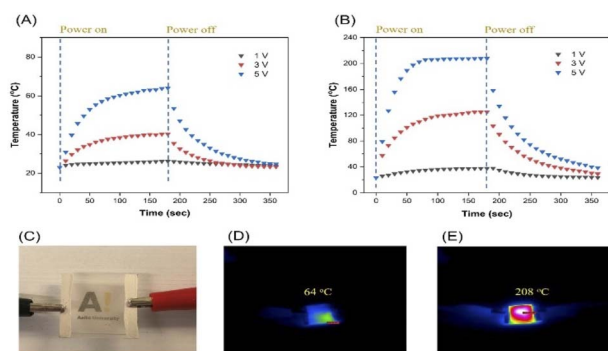 (A)
Power on
Power off
1 V
3 V
5 V
80
60
40
20
Temperature (°C)
0
50
100
150
200
250
300
350
Time (sec)
(B)
Power on
Power off
1 V
3 V
5 V
240
200
160
120
80
40
0
Temperature (°C)
0
50
100
150
200
250
300
350
Time (sec)
(C)
A!
(D)
64 °C
(E)
208 °C